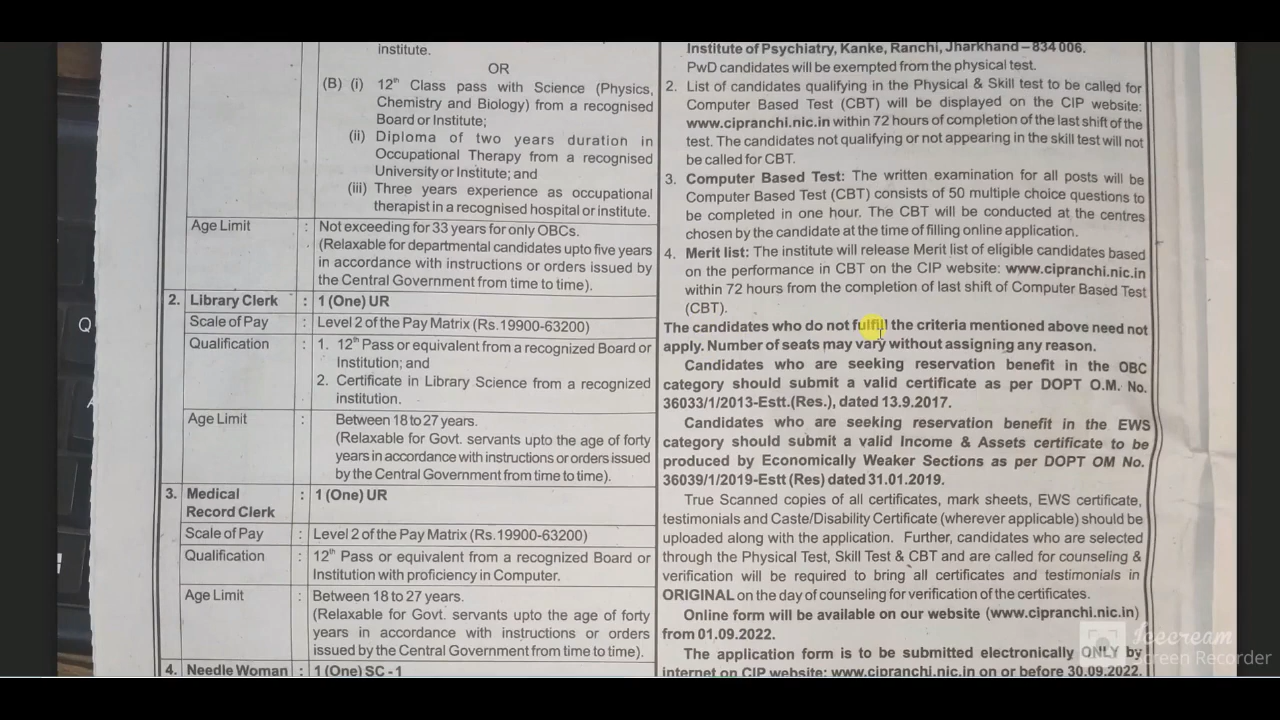 institute.
OR
(B) (i) 12th Class pass with Science (Physics,
Chemistry and Biology) from a recognised
Board or Institute;
(ii) Diploma of two years duration in
Occupational Therapy from a recognised
University or Institute; and
(iii) Three years experience as occupational
therapist in a recognised hospital or institute.
Age Limit : Not exceeding for 33 years for only OBCs.
(Relaxable for departmental candidates upto five years
in accordance with instructions or orders issued by
the Central Government from time to time).
2. Library Clerk : 1 (One) UR
Scale of Pay : Level 2 of the Pay Matrix (Rs.19900-63200)
Qualification : 1. 12th Pass or equivalent from a recognized Board or
Institution; and
2. Certificate in Library Science from a recognized
institution.
Age Limit : Between 18 to 27 years.
(Relaxable for Govt. servants upto the age of forty
years in accordance with instructions or orders issued
by the Central Government from time to time).
3. Medical : 1 (One) UR
Record Clerk
Scale of Pay : Level 2 of the Pay Matrix (Rs.19900-63200)
Qualification : 12th Pass or equivalent from a recognized Board or
Institution with proficiency in Computer.
Age Limit : Between 18 to 27 years.
(Relaxable for Govt. servants upto the age of forty
years in accordance with instructions or orders
issued by the Central Government from time to time).
4. Needle Woman : 1 (One) SC - 1
Institute of Psychiatry, Kanke, Ranchi, Jharkhand – 834 006.
PwD candidates will be exempted from the physical test.
2. List of candidates qualifying in the Physical & Skill test to be called for
Computer Based Test (CBT) will be displayed on the CIP website:
www.cipranchi.nic.in within 72 hours of completion of the last shift of the
test. The candidates not qualifying or not appearing in the skill test will not
be called for CBT.
3. Computer Based Test: The written examination for all posts will be
Computer Based Test (CBT) consists of 50 multiple choice questions to
be completed in one hour. The CBT will be conducted at the centres
chosen by the candidate at the time of filling online application.
4. Merit list: The institute will release Merit list of eligible candidates based
on the performance in CBT on the CIP website: www.cipranchi.nic.in
within 72 hours from the completion of last shift of Computer Based Test
(CBT).
The candidates who do not fulfill the criteria mentioned above need not
apply. Number of seats may vary without assigning any reason.
Candidates who are seeking reservation benefit in the OBC
category should submit a valid certificate as per DOPT O.M. No.
36033/1/2013-Estt.(Res.), dated 13.9.2017.
Candidates who are seeking reservation benefit in the EWS
category should submit a valid Income & Assets certificate to be
produced by Economically Weaker Sections as per DOPT OM No.
36039/1/2019-Estt (Res) dated 31.01.2019.
True Scanned copies of all certificates, mark sheets, EWS certificate,
testimonials and Caste/Disability Certificate (wherever applicable) should be
uploaded along with the application. Further, candidates who are selected
through the Physical Test, Skill Test & CBT and are called for counseling &
verification will be required to bring all certificates and testimonials in
ORIGINAL on the day of counseling for verification of the certificates.
Online form will be available on our website (www.cipranchi.nic.in)
from 01.09.2022.
The application form is to be submitted electronically ONLY by
internet on CIP website: www.cipranchi.nic.in on or before 30.09.2022.
Q
Icecream
Screen Recorder